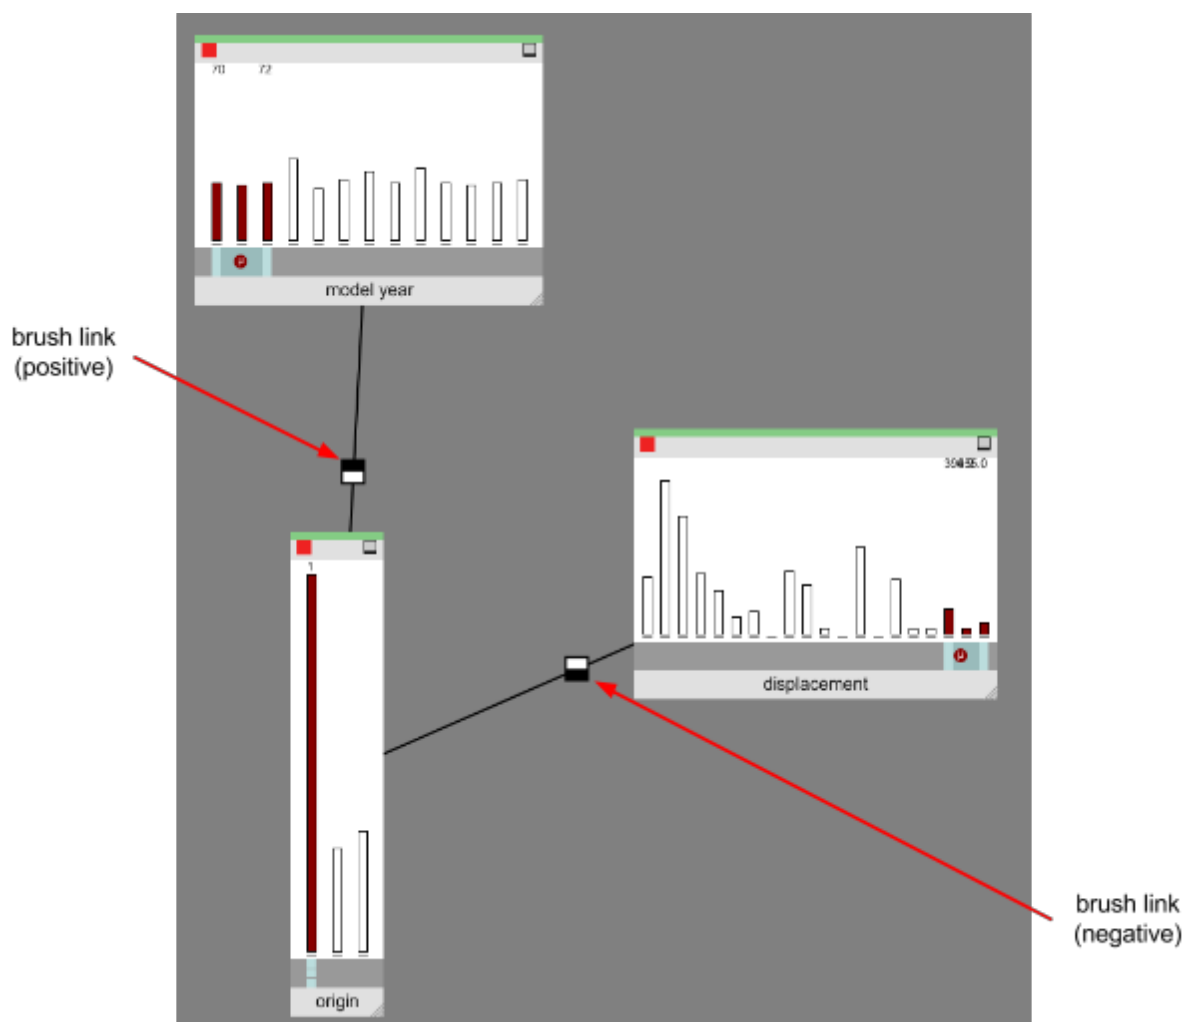 70 72
μ
model year
brush link
(positive)
1
origin
μ
displacement
brush link
(negative)